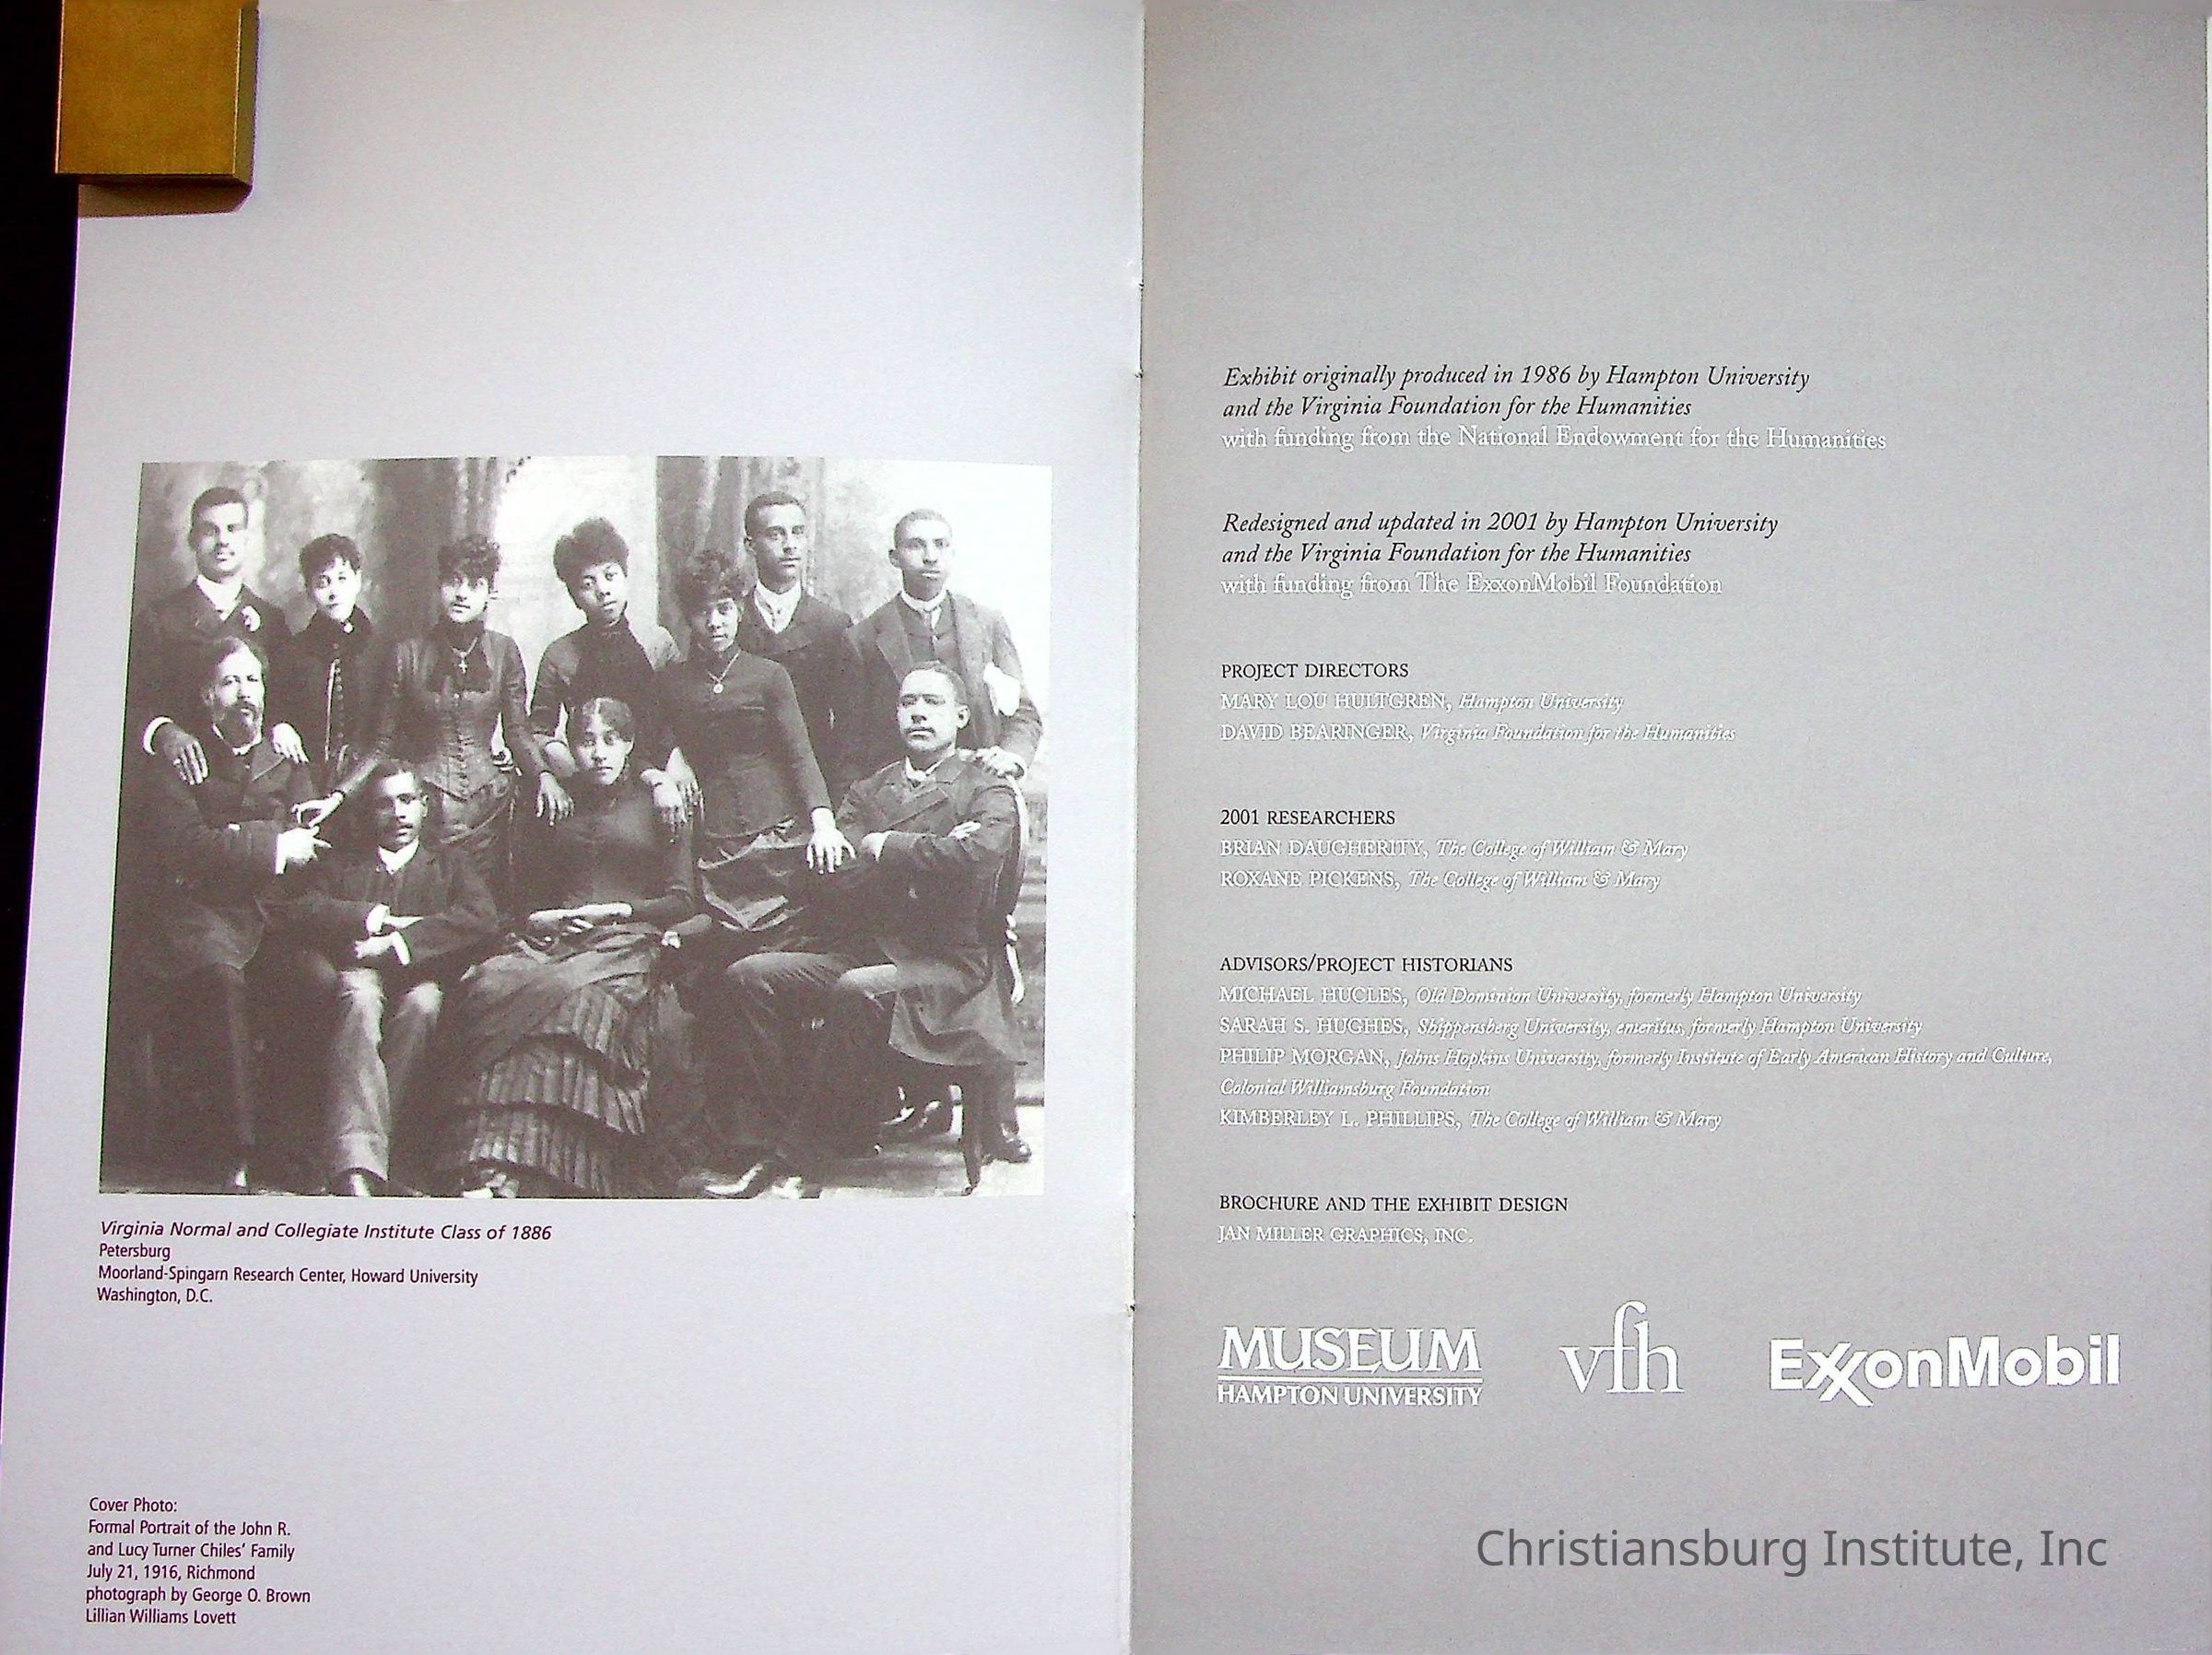 Virginia Normal and Collegiate Institute Class of 1886
Petersburg
Moorland-Spingarn Research Center, Howard University
Washington, D.C.
Cover Photo:
Formal Portrait of the John R.
and Lucy Turner Chiles' Family
July 21, 1916, Richmond
photograph by George O. Brown
Lillian Williams Lovett
Exhibit originally produced in 1986 by Hampton University
and the Virginia Foundation for the Humanities
with funding from the National Endowment for the Humanities
Redesigned and updated in 2001 by Hampton University
and the Virginia Foundation for the Humanities
with funding from The ExxonMobil Foundation
PROJECT DIRECTORS
MARY LOU HULTGREN, Hampton University
DAVID BEARINGER, Virginia Foundation for the Humanities
2001 RESEARCHERS
BRIAN DAUGHERITY, The College of William & Mary
ROXANE PICKENS, The College of William & Mary
ADVISORS/PROJECT HISTORIANS
MICHAEL HUCLES, Old Dominion University, formerly Hampton University
SARAH S. HUGHES, Shippensberg University, emeritus, formerly Hampton University
PHILIP MORGAN, Johns Hopkins University, formerly Institute of Early American History and Culture,
Colonial Williamsburg Foundation
KIMBERLEY L. PHILLIPS, The College of William & Mary
BROCHURE AND THE EXHIBIT DESIGN
JAN MILLER GRAPHICS, INC.
MUSEUM
HAMPTON UNIVERSITY
vfh
ExxonMobil
Christiansburg Institute, Inc